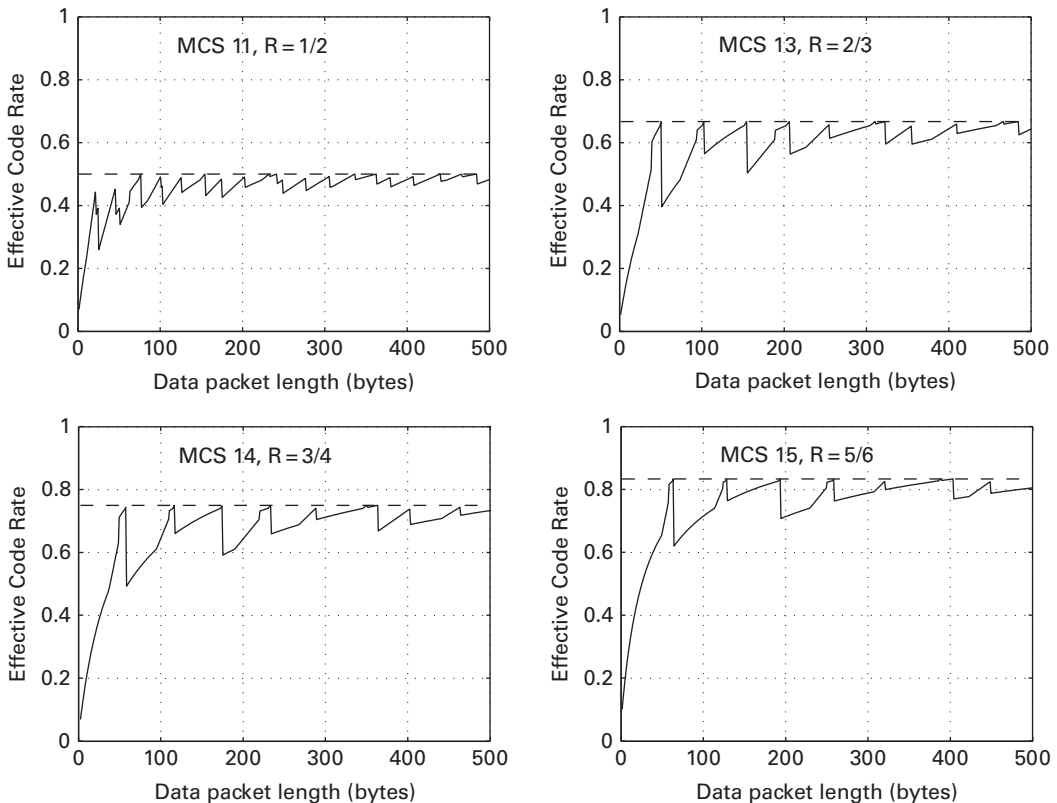 MCS 11, R = 1/2
Effective Code Rate
1
0.8
0.6
0.4
0.2
0
0 100 200 300 400 500
Data packet length (bytes)
MCS 13, R = 2/3
Effective Code Rate
1
0.8
0.6
0.4
0.2
0
0 100 200 300 400 500
Data packet length (bytes)
MCS 14, R = 3/4
Effective Code Rate
1
0.8
0.6
0.4
0.2
0
0 100 200 300 400 500
Data packet length (bytes)
MCS 15, R = 5/6
Effective Code Rate
1
0.8
0.6
0.4
0.2
0
0 100 200 300 400 500
Data packet length (bytes)